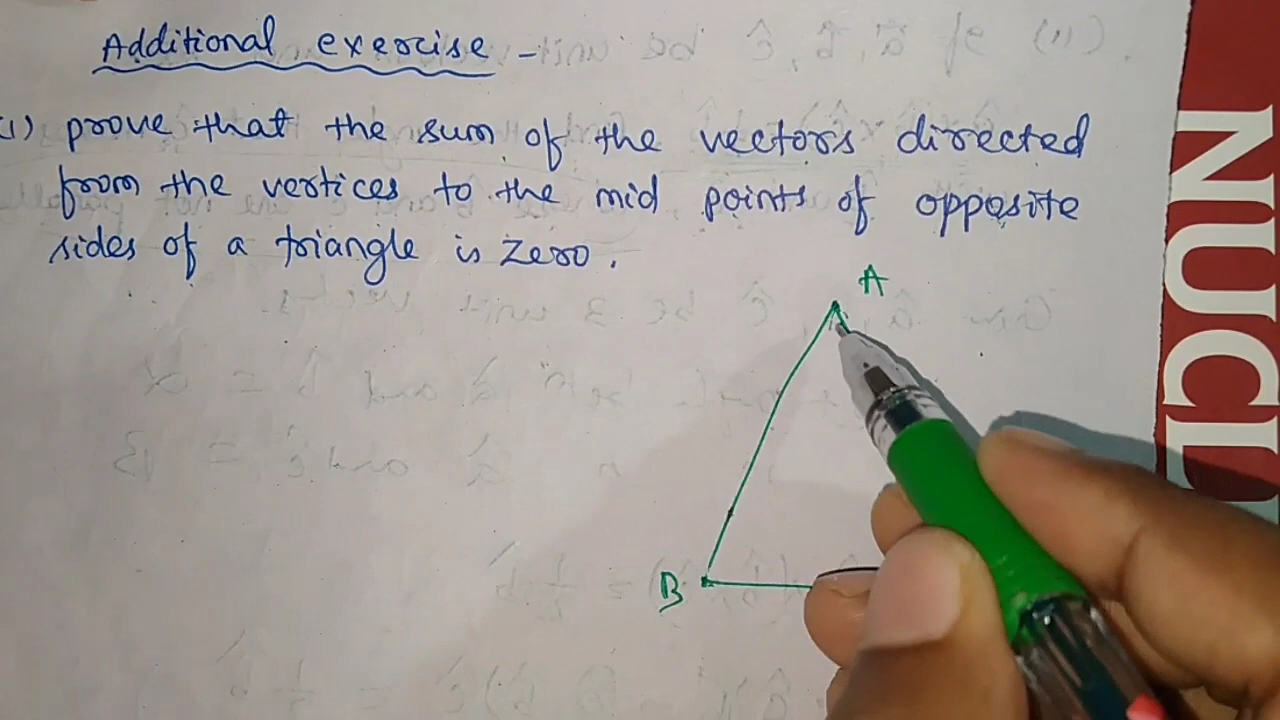 Additional exercise -
(1) prove that the sum of the vectors directed
from the vertices to the mid points of opposite
sides of a triangle is zero.
A
B
NUCL